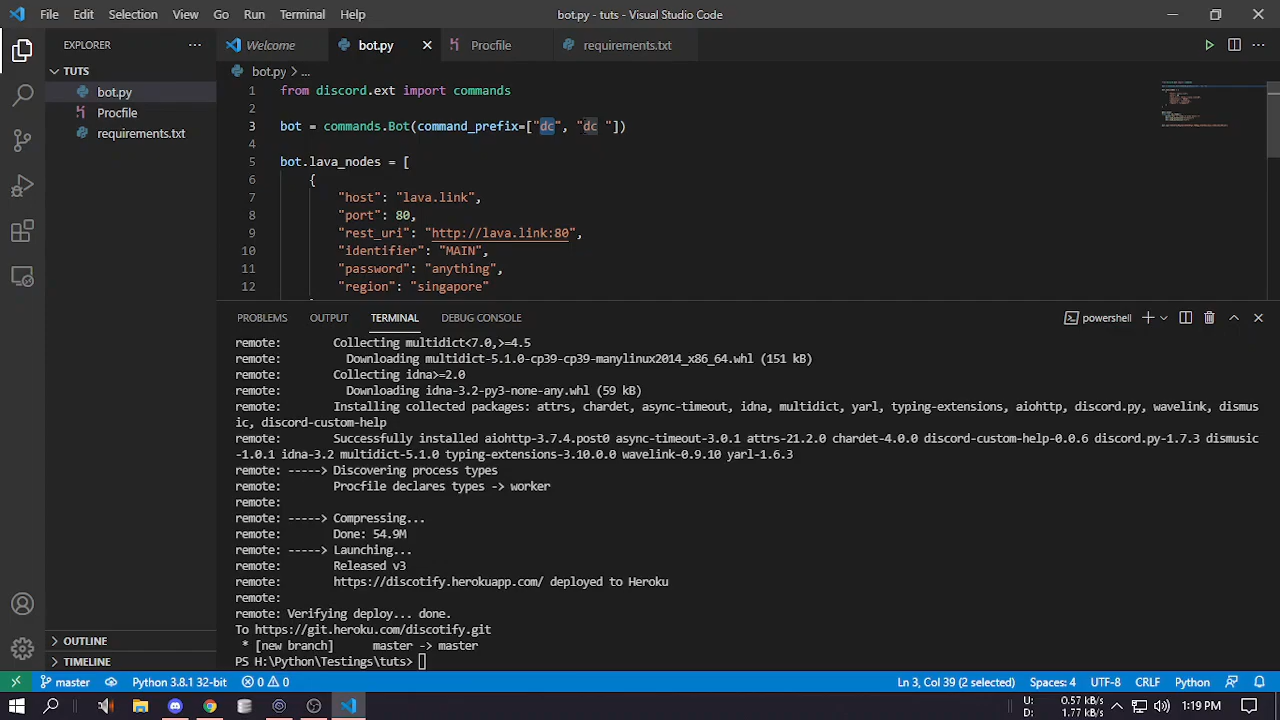 File Edit Selection View Go Run Terminal Help
bot.py - tuts - Visual Studio Code
EXPLORER
TUTS
bot.py
Procfile
requirements.txt
OUTLINE
TIMELINE
Welcome bot.py Procfile requirements.txt
bot.py > ...
1 from discord.ext import commands
2
3 bot = commands.Bot(command_prefix=["dc", "dc "])
4
5 bot.lava_nodes = [
6 {
7 "host": "lava.link",
8 "port": 80,
9 "rest_uri": "http://lava.link:80",
10 "identifier": "MAIN",
11 "password": "anything",
12 "region": "singapore"
PROBLEMS OUTPUT TERMINAL DEBUG CONSOLE
powershell
remote: Collecting multidict<7.0,>=4.5
remote: Downloading multidict-5.1.0-cp39-cp39-manylinux2014_x86_64.whl (151 kB)
remote: Collecting idna>=2.0
remote: Downloading idna-3.2-py3-none-any.whl (59 kB)
remote: Installing collected packages: attrs, chardet, async-timeout, idna, multidict, yarl, typing-extensions, aiohttp, discord.py, wavelink, dismus
ic, discord-custom-help
remote: Successfully installed aiohttp-3.7.4.post0 async-timeout-3.0.1 attrs-21.2.0 chardet-4.0.0 discord-custom-help-0.0.6 discord.py-1.7.3 dismusic
-1.0.1 idna-3.2 multidict-5.1.0 typing-extensions-3.10.0.0 wavelink-0.9.10 yarl-1.6.3
remote: -----> Discovering process types
remote: Procfile declares types -> worker
remote:
remote: -----> Compressing...
remote: Done: 54.9M
remote: -----> Launching...
remote: Released v3
remote: https://discotify.herokuapp.com/ deployed to Heroku
remote:
remote: Verifying deploy... done.
To https://git.heroku.com/discotify.git
* [new branch] master -> master
PS H:\Python\Testings\tuts>
master Python 3.8.1 32-bit 0 0 Ln 3, Col 39 (2 selected) Spaces: 4 UTF-8 CRLF Python
U: 0.57 kB/s
D: 1.77 kB/s
1:19 PM